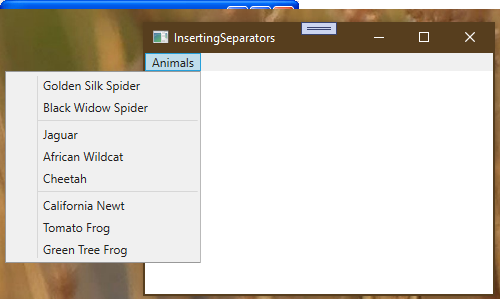 InsertingSeparators
Animals
Golden Silk Spider
Black Widow Spider
Jaguar
African Wildcat
Cheetah
California Newt
Tomato Frog
Green Tree Frog